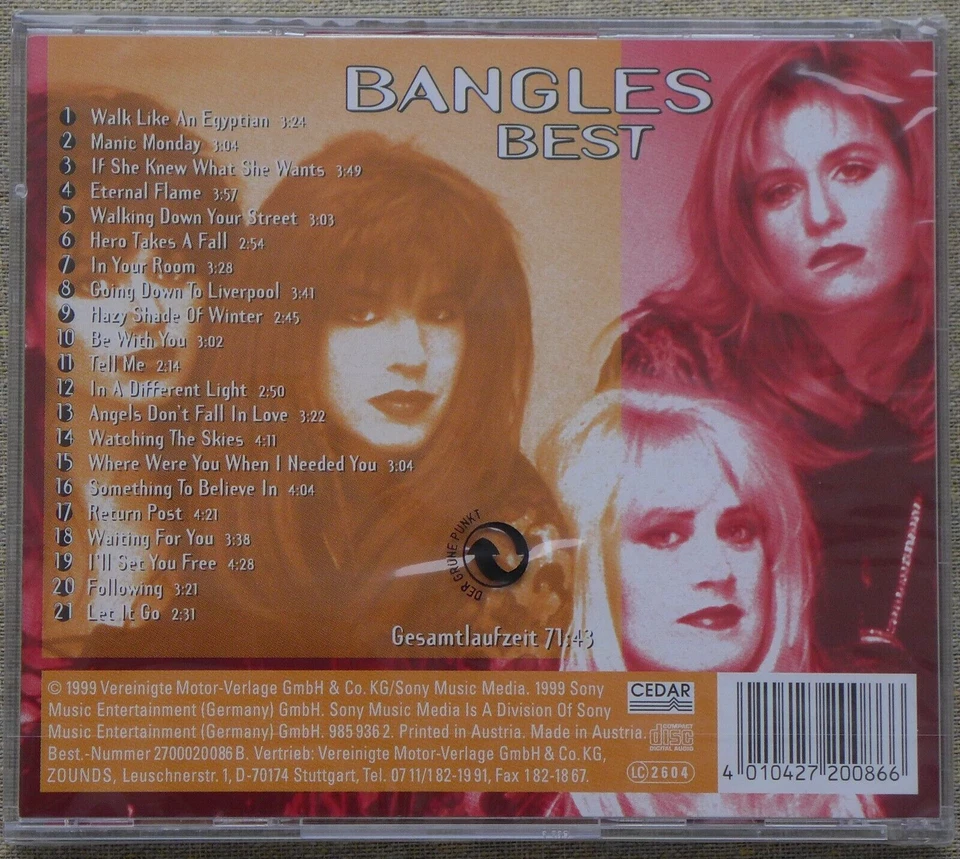 BANGLES
BEST
1 Walk Like An Egyptian 3:24
2 Manic Monday 3:04
3 If She Knew What She Wants 3:49
4 Eternal Flame 3:57
5 Walking Down Your Street 3:03
6 Hero Takes A Fall 2:54
7 In Your Room 3:28
8 Going Down To Liverpool 3:41
9 Hazy Shade Of Winter 2:45
10 Be With You 3:02
11 Tell Me 2:14
12 In A Different Light 2:50
13 Angels Don't Fall In Love 3:22
14 Watching The Skies 4:11
15 Where Were You When I Needed You 3:04
16 Something To Believe In 4:04
17 Return Post 4:21
18 Waiting For You 3:38
19 I'll Set You Free 4:28
20 Following 3:21
21 Let It Go 2:31
DER GRÜNE PUNKT
Gesamtlaufzeit 71:43
© 1999 Vereinigte Motor-Verlage GmbH & Co. KG/Sony Music Media. 1999 Sony
Music Entertainment (Germany) GmbH. Sony Music Media Is A Division Of Sony
Music Entertainment (Germany) GmbH. 985 936 2. Printed in Austria. Made in Austria.
Best.-Nummer 2700020086 B. Vertrieb: Vereinigte Motor-Verlage GmbH & Co. KG,
ZOUNDS, Leuschnerstr. 1, D-70174 Stuttgart, Tel. 07 11/1 82-19 91, Fax 1 82-18 67.
CEDAR
COMPACT
disc
DIGITAL AUDIO
LC 2604
4 010427 200866